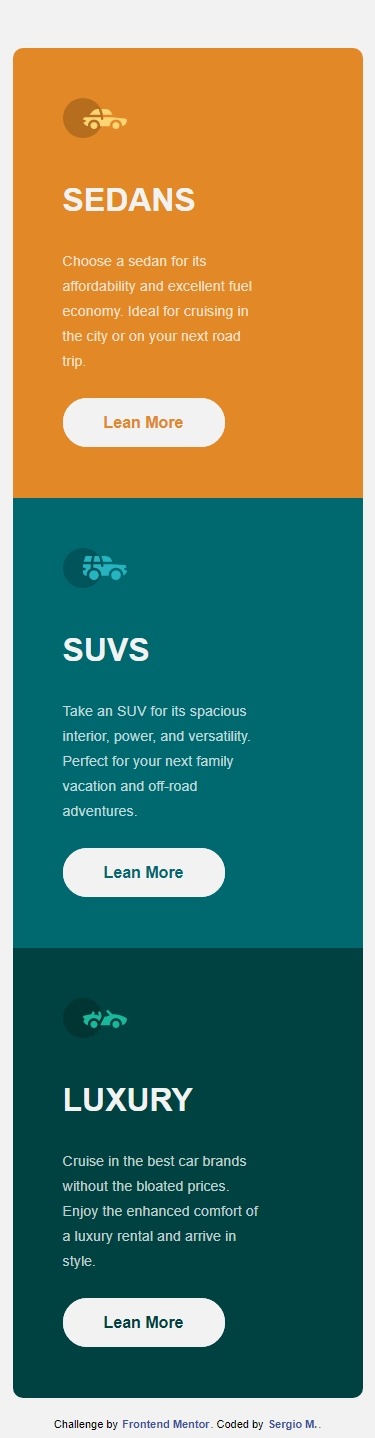 SEDANS
Choose a sedan for its
affordability and excellent fuel
economy. Ideal for cruising in
the city or on your next road
trip.
Lean More
SUVS
Take an SUV for its spacious
interior, power, and versatility.
Perfect for your next family
vacation and off-road
adventures.
Lean More
LUXURY
Cruise in the best car brands
without the bloated prices.
Enjoy the enhanced comfort of
a luxury rental and arrive in
style.
Lean More
Challenge by Frontend Mentor. Coded by Sergio M..